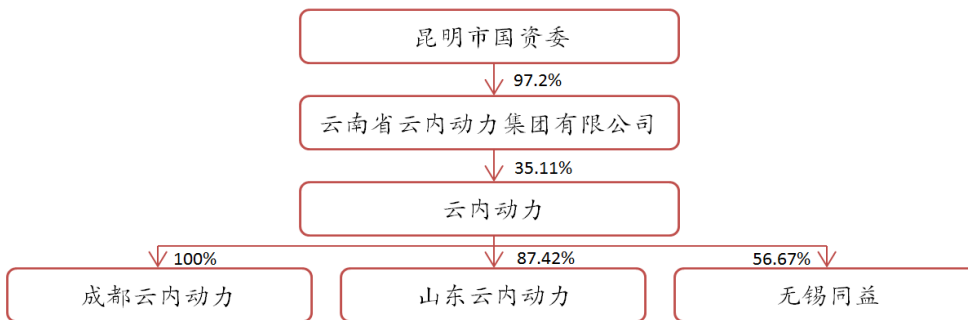 昆明市国资委
97.2%
云南省云内动力集团有限公司
35.11%
云内动力
100%
87.42%
56.67%
成都云内动力
山东云内动力
无锡同益